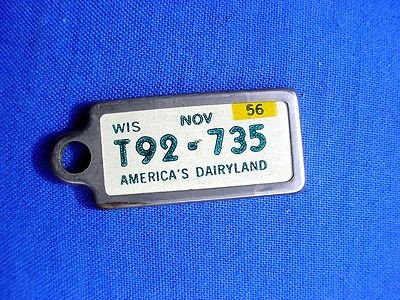 56
WIS NOV
T92-735
AMERICA'S DAIRYLAND